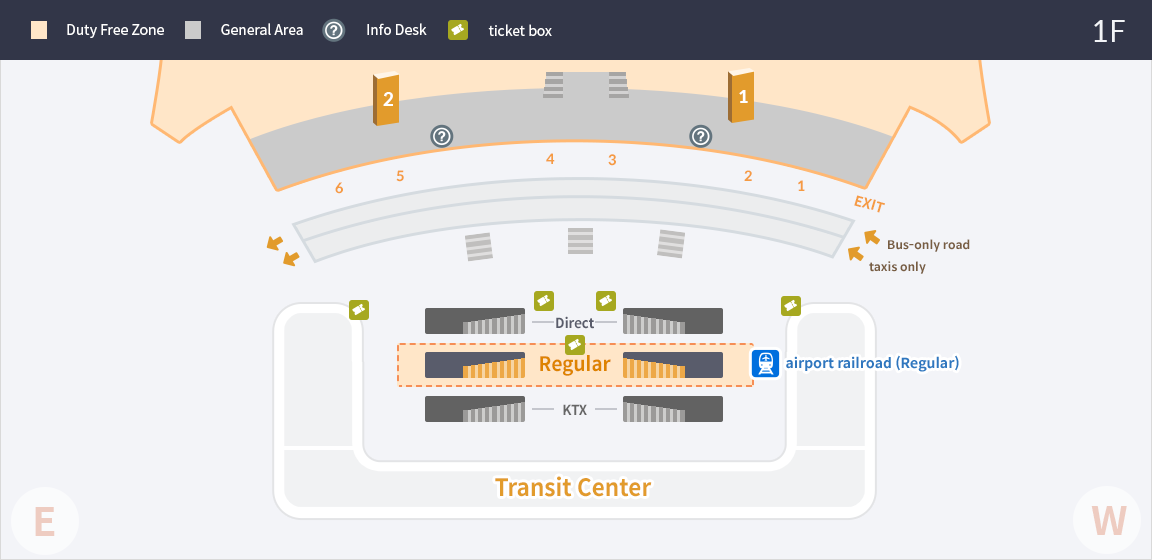 Duty Free Zone
General Area
?
Info Desk
ticket box
1F
2
1
?
?
4
3
5
2
6
1
EXIT
Bus-only road
taxis only
Direct
Regular
airport railroad (Regular)
KTX
Transit Center
E
W